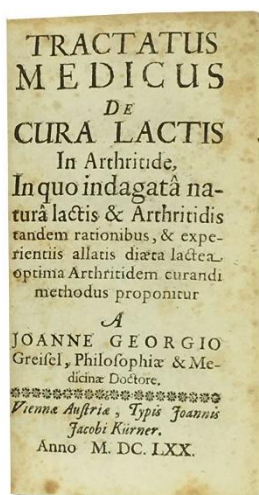 TRACTATUS
MEDICUS
DE
CURA LACTIS
In Arthritide,
In quo indagatâ na-
turâ lactis & Arthritidis
tandem rationibus, & expe-
rientiis allatis diæta lactea
optima Arthritidem curandi
methodus proponitur
A
JOANNE GEORGIO
Greisel, Philosophiæ & Me-
dicinæ Doctore.
Viennæ Austriæ, Typis Joannis
Jacobi Kürner.
Anno M. DC. LXX.